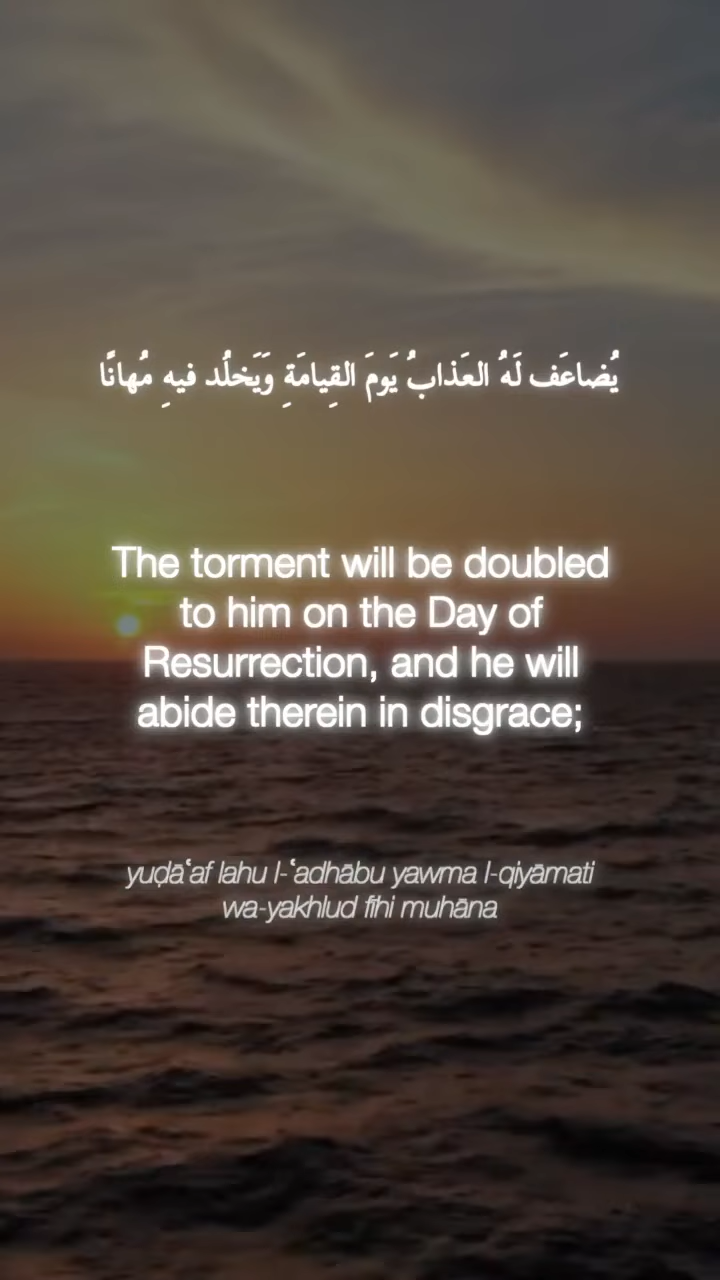 يُضاعَف لَهُ العَذابُ يَومَ القِيامَةِ وَيَخلُد فيهِ مُهانًا
The torment will be doubled
to him on the Day of
Resurrection, and he will
abide therein in disgrace;
yuḍāʿaf lahu l-ʿadhābu yawma l-qiyāmati
wa-yakhlud fīhi muhāna